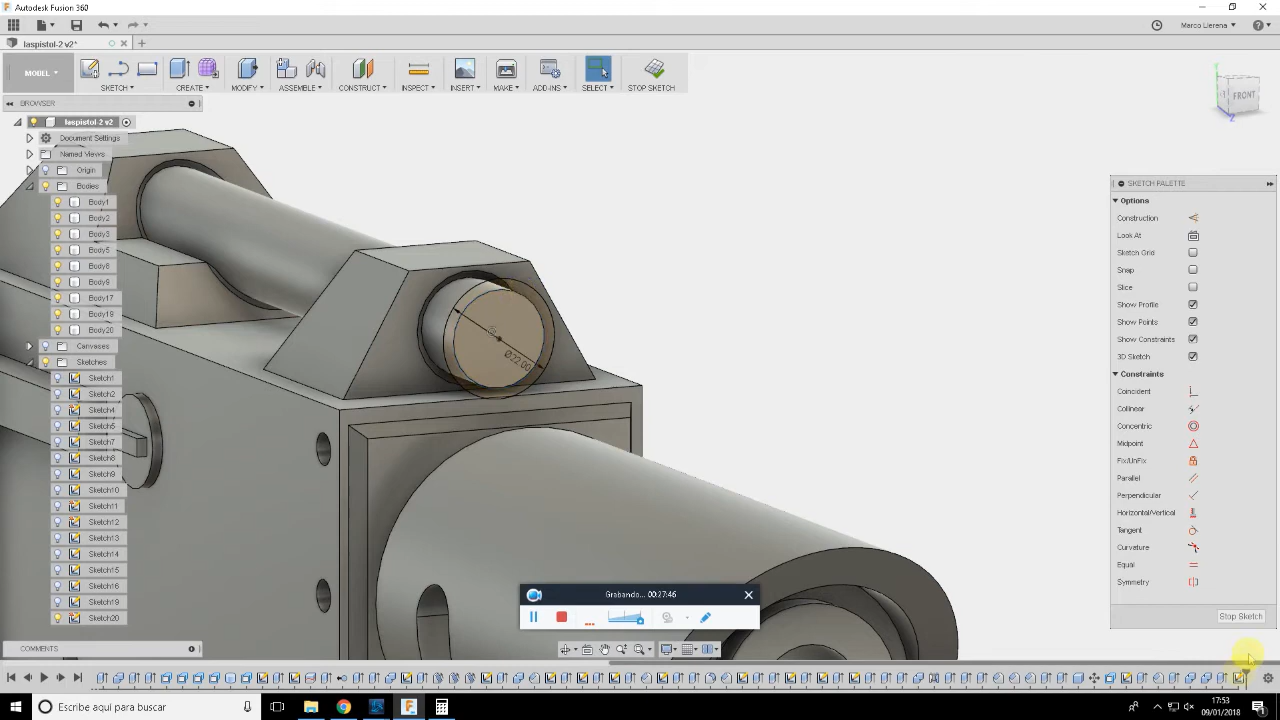 Autodesk Fusion 360
Marco Llerena
laspistol-2 v2*
MODEL
SKETCH
CREATE
MODIFY
ASSEMBLE
CONSTRUCT
INSPECT
INSERT
MAKE
ADD-INS
SELECT
STOP SKETCH
BROWSER
laspistol-2 v2
Document Settings
Named Views
Origin
Bodies
Body1
Body2
Body3
Body5
Body8
Body9
Body17
Body19
Body20
Canvases
Sketches
Sketch1
Sketch2
Sketch4
Sketch5
Sketch7
Sketch8
Sketch9
Sketch10
Sketch11
Sketch12
Sketch13
Sketch14
Sketch15
Sketch16
Sketch19
Sketch20
FRONT
Z
Ø22.00
SKETCH PALETTE
Options
Construction
Look At
Sketch Grid
Snap
Slice
Show Profile
Show Points
Show Constraints
3D Sketch
Constraints
Coincident
Collinear
Concentric
Midpoint
Fix/UnFix
Parallel
Perpendicular
Horizontal/Vertical
Tangent
Curvature
Equal
Symmetry
Stop Sketch
Grabando... 00:27:46
COMMENTS
Escribe aquí para buscar
17:53
09/01/2018